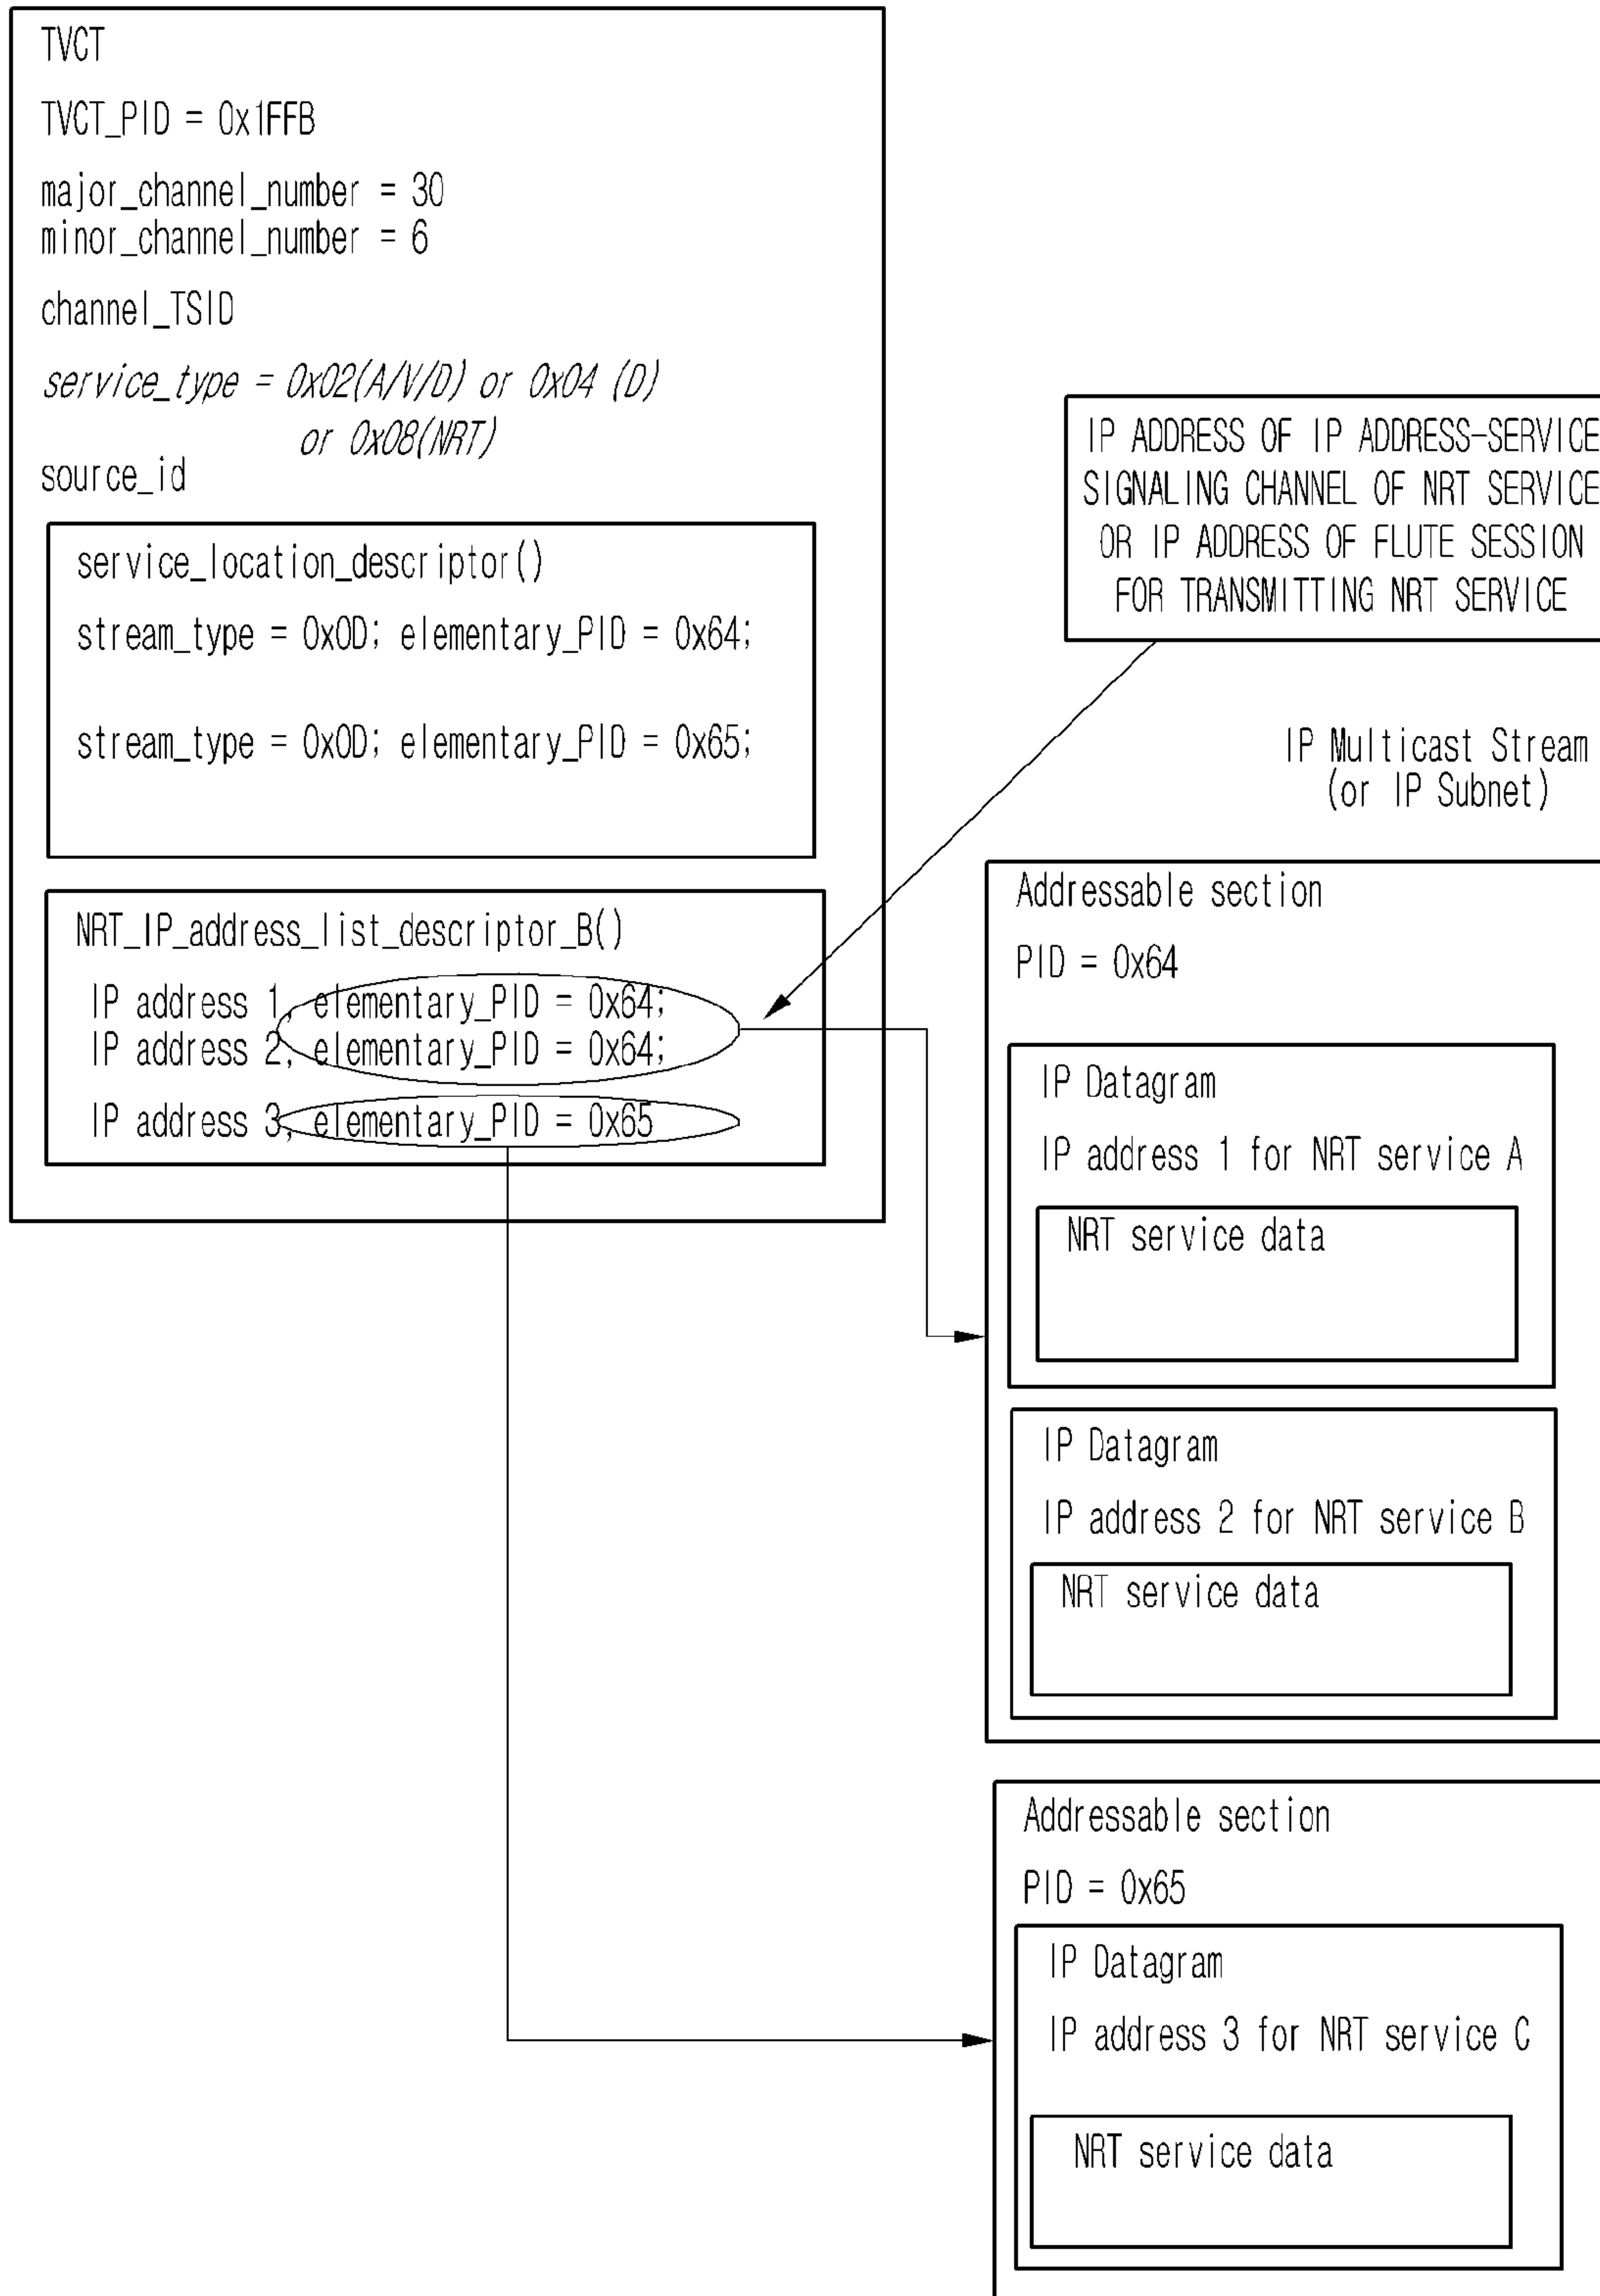 TVCT
TVCT_PID = 0x1FFB
major_channel_number = 30
minor_channel_number = 6
channel_TSID
service_type = 0x02(A/V/D) or 0x04 (D)
or 0x08(NRT)
source_id
service_location_descriptor()
stream_type = 0x0D; elementary_PID = 0x64;
stream_type = 0x0D; elementary_PID = 0x65;
NRT_IP_address_list_descriptor_B()
IP address 1, elementary_PID = 0x64;
IP address 2, elementary_PID = 0x64;
IP address 3, elementary_PID = 0x65
IP ADDRESS OF IP ADDRESS-SERVICE
SIGNALING CHANNEL OF NRT SERVICE
OR IP ADDRESS OF FLUTE SESSION
FOR TRANSMITTING NRT SERVICE
IP Multicast Stream
(or IP Subnet)
Addressable section
PID = 0x64
IP Datagram
IP address 1 for NRT service A
NRT service data
IP Datagram
IP address 2 for NRT service B
NRT service data
Addressable section
PID = 0x65
IP Datagram
IP address 3 for NRT service C
NRT service data